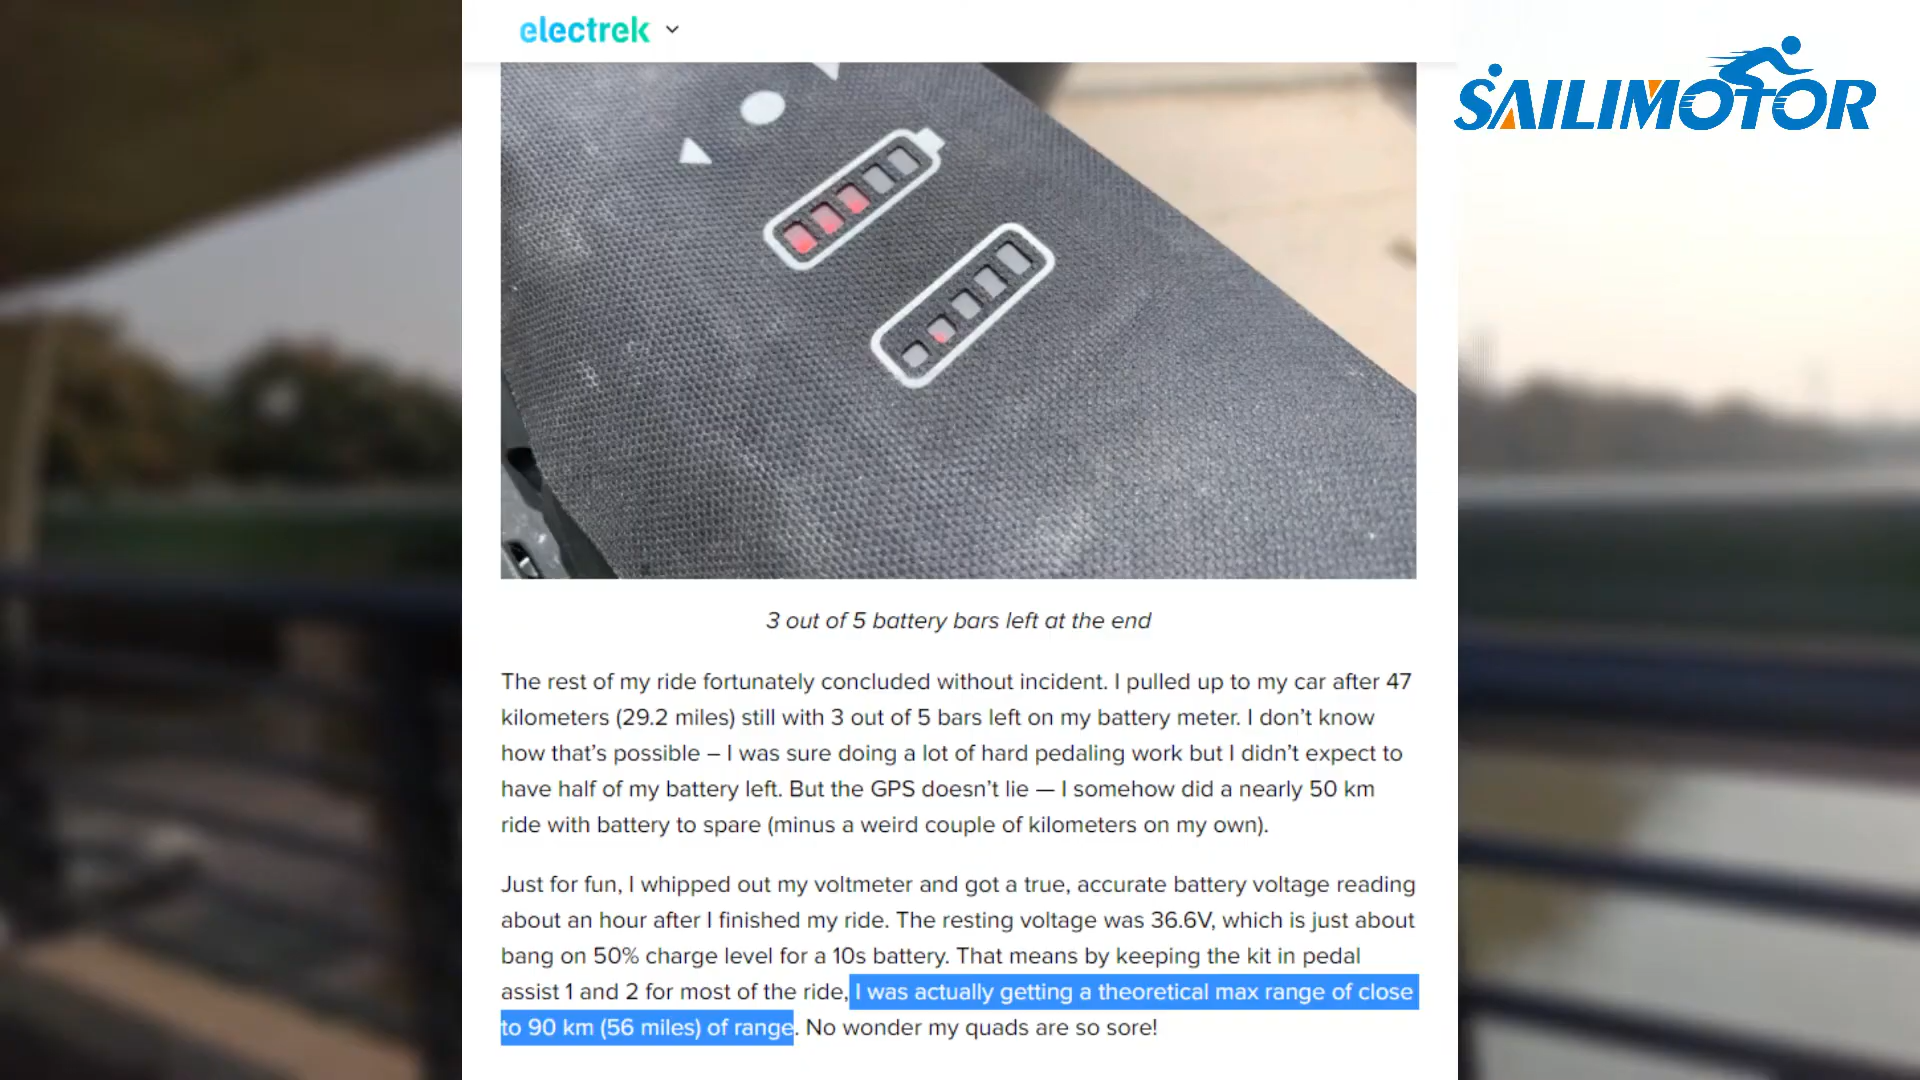 electrek
SAILIMOTOR
3 out of 5 battery bars left at the end
The rest of my ride fortunately concluded without incident. I pulled up to my car after 47
kilometers (29.2 miles) still with 3 out of 5 bars left on my battery meter. I don’t know
how that’s possible – I was sure doing a lot of hard pedaling work but I didn’t expect to
have half of my battery left. But the GPS doesn’t lie — I somehow did a nearly 50 km
ride with battery to spare (minus a weird couple of kilometers on my own).
Just for fun, I whipped out my voltmeter and got a true, accurate battery voltage reading
about an hour after I finished my ride. The resting voltage was 36.6V, which is just about
bang on 50% charge level for a 10s battery. That means by keeping the kit in pedal
assist 1 and 2 for most of the ride, I was actually getting a theoretical max range of close
to 90 km (56 miles) of range. No wonder my quads are so sore!